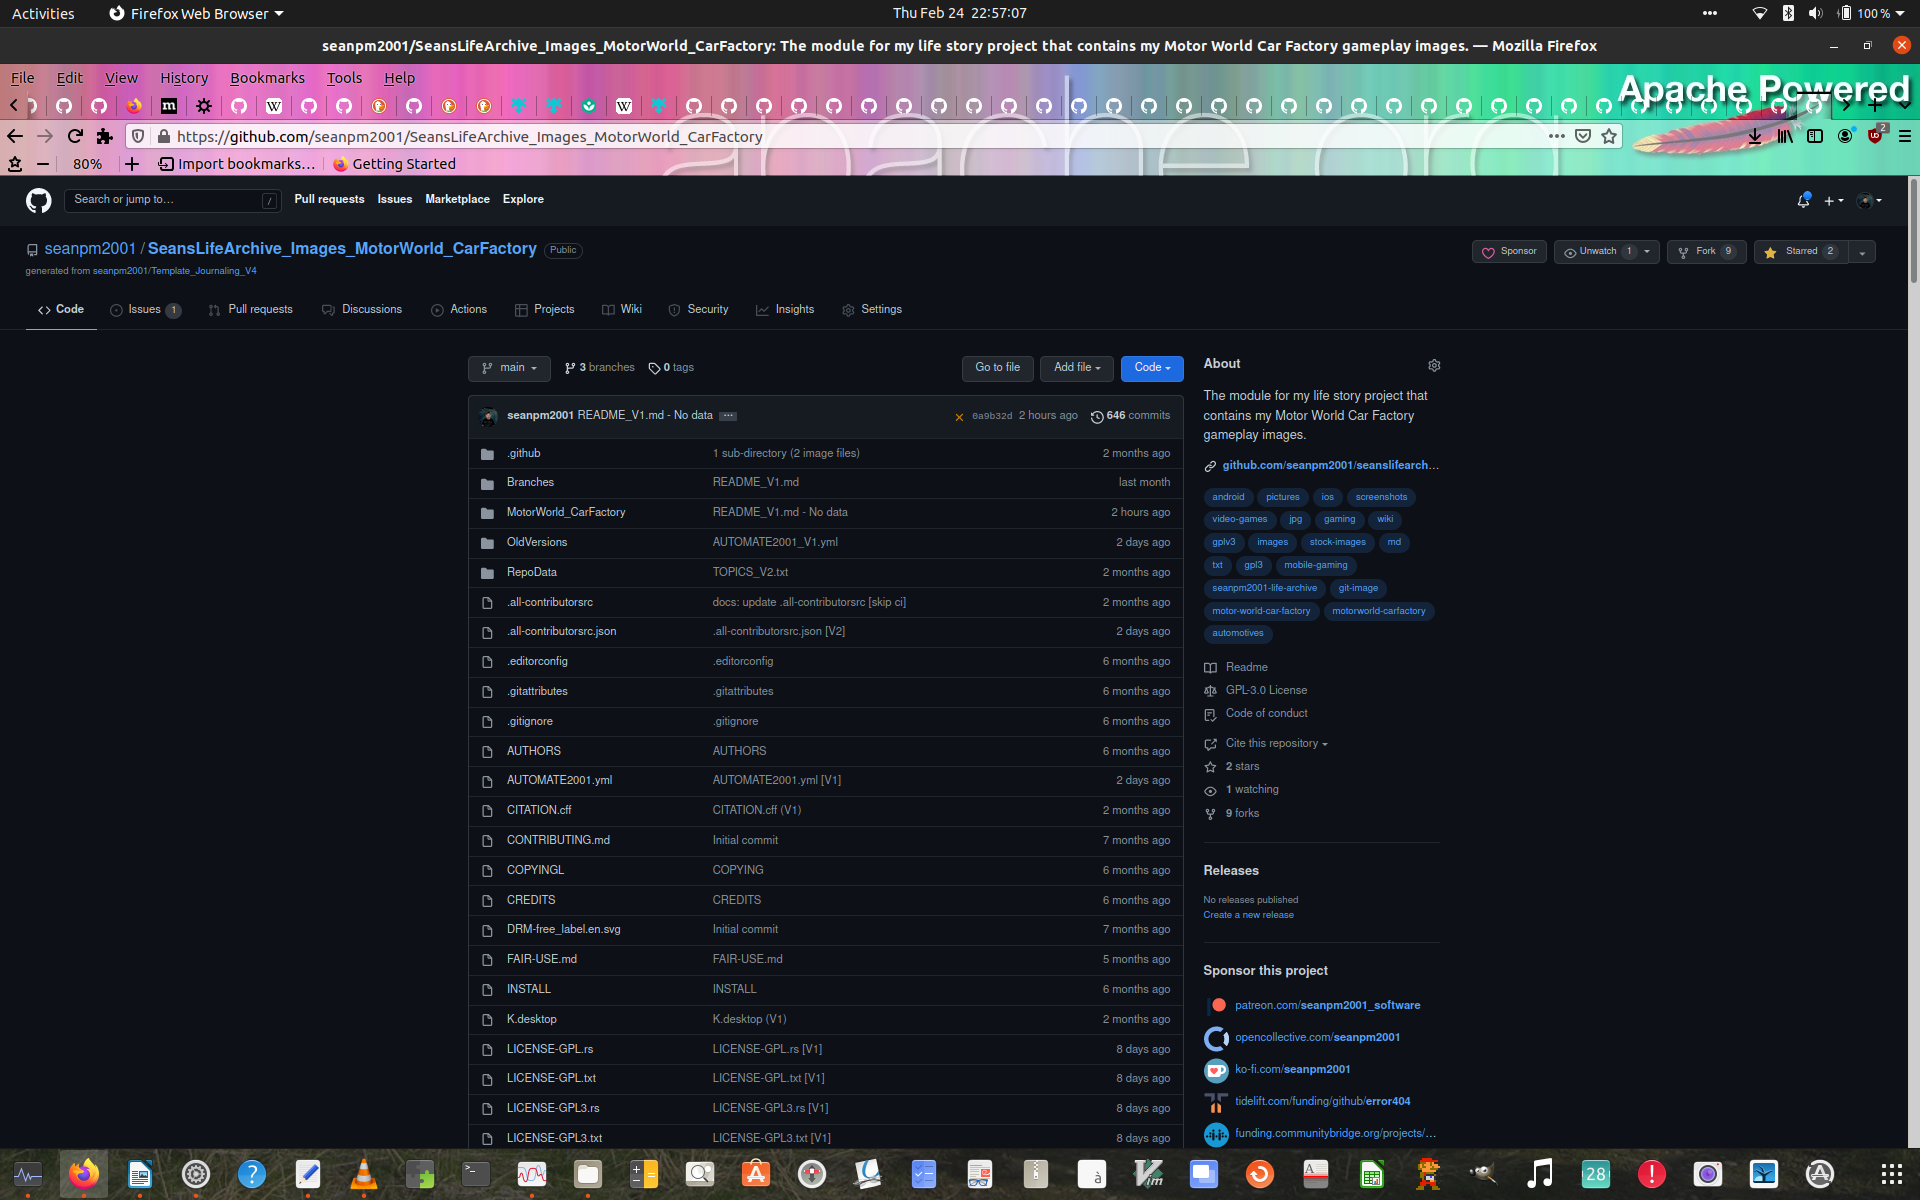 Activities
Firefox Web Browser
Thu Feb 24 22:57:07
100 %
seanpm2001/SeansLifeArchive_Images_MotorWorld_CarFactory: The module for my life story project that contains my Motor World Car Factory gameplay images. — Mozilla Firefox
File Edit View History Bookmarks Tools Help
Apache Powered
https://github.com/seanpm2001/SeansLifeArchive_Images_MotorWorld_CarFactory
2
80%
Import bookmarks…
Getting Started
Search or jump to…
/
Pull requests
Issues
Marketplace
Explore
seanpm2001 / SeansLifeArchive_Images_MotorWorld_CarFactory
Public
generated from seanpm2001/Template_Journaling_V4
Sponsor
Unwatch 1
Fork 9
Starred 2
Code
Issues 1
Pull requests
Discussions
Actions
Projects
Wiki
Security
Insights
Settings
main
3 branches
0 tags
Go to file
Add file
Code
seanpm2001 README_V1.md - No data
0a9b32d 2 hours ago
646 commits
.github 1 sub-directory (2 image files) 2 months ago
Branches README_V1.md last month
MotorWorld_CarFactory README_V1.md - No data 2 hours ago
OldVersions AUTOMATE2001_V1.yml 2 days ago
RepoData TOPICS_V2.txt 2 months ago
.all-contributorsrc docs: update .all-contributorsrc [skip ci] 2 months ago
.all-contributorsrc.json .all-contributorsrc.json [V2] 2 days ago
.editorconfig .editorconfig 6 months ago
.gitattributes .gitattributes 6 months ago
.gitignore .gitignore 6 months ago
AUTHORS AUTHORS 6 months ago
AUTOMATE2001.yml AUTOMATE2001.yml [V1] 2 days ago
CITATION.cff CITATION.cff (V1) 2 months ago
CONTRIBUTING.md Initial commit 7 months ago
COPYINGL COPYING 6 months ago
CREDITS CREDITS 6 months ago
DRM-free_label.en.svg Initial commit 7 months ago
FAIR-USE.md FAIR-USE.md 5 months ago
INSTALL INSTALL 6 months ago
K.desktop K.desktop (V1) 2 months ago
LICENSE-GPL.rs LICENSE-GPL.rs [V1] 8 days ago
LICENSE-GPL.txt LICENSE-GPL.txt [V1] 8 days ago
LICENSE-GPL3.rs LICENSE-GPL3.rs [V1] 8 days ago
LICENSE-GPL3.txt LICENSE-GPL3.txt [V1] 8 days ago
About
The module for my life story project that
contains my Motor World Car Factory
gameplay images.
github.com/seanpm2001/seanslifearch…
android pictures ios screenshots
video-games jpg gaming wiki
gplv3 images stock-images md
txt gpl3 mobile-gaming
seanpm2001-life-archive git-image
motor-world-car-factory motorworld-carfactory
automotives
Readme
GPL-3.0 License
Code of conduct
Cite this repository
2 stars
1 watching
9 forks
Releases
No releases published
Create a new release
Sponsor this project
patreon.com/seanpm2001_software
opencollective.com/seanpm2001
ko-fi.com/seanpm2001
tidelift.com/funding/github/error404
funding.communitybridge.org/projects/…
28